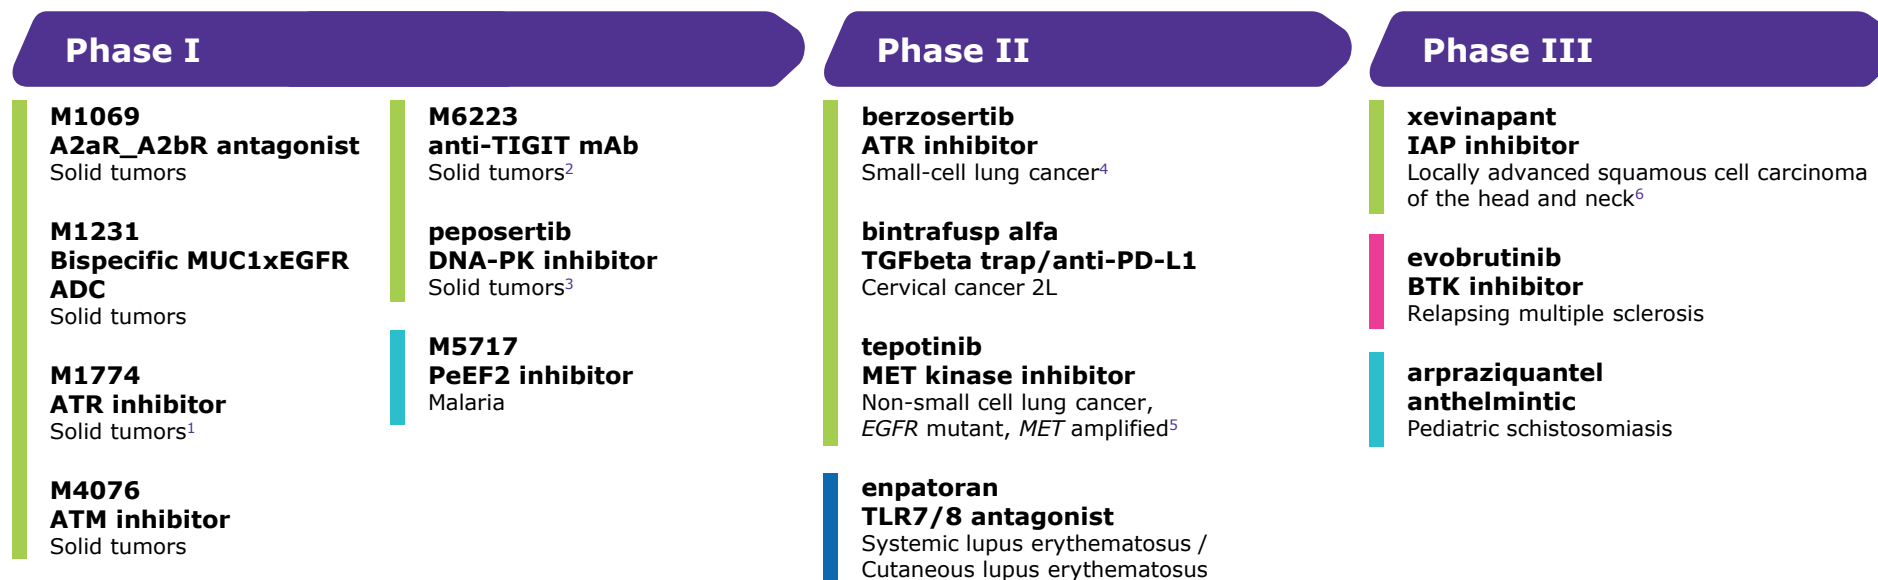 Phase I
M1069
A2aR_A2bR antagonist
Solid tumors
M1231
Bispecific MUC1xEGFR
ADC
Solid tumors
M1774
ATR inhibitor
Solid tumors¹
M4076
ATM inhibitor
Solid tumors
M6223
anti-TIGIT mAb
Solid tumors²
peposertib
DNA-PK inhibitor
Solid tumors³
M5717
PeEF2 inhibitor
Malaria
Phase II
berzosertib
ATR inhibitor
Small-cell lung cancer⁴
bintrafusp alfa
TGFbeta trap/anti-PD-L1
Cervical cancer 2L
tepotinib
MET kinase inhibitor
Non-small cell lung cancer,
EGFR mutant, MET amplified⁵
enpatoran
TLR7/8 antagonist
Systemic lupus erythematosus /
Cutaneous lupus erythematosus
Phase III
xevinapant
IAP inhibitor
Locally advanced squamous cell carcinoma
of the head and neck⁶
evobrutinib
BTK inhibitor
Relapsing multiple sclerosis
arpraziquantel
anthelmintic
Pediatric schistosomiasis